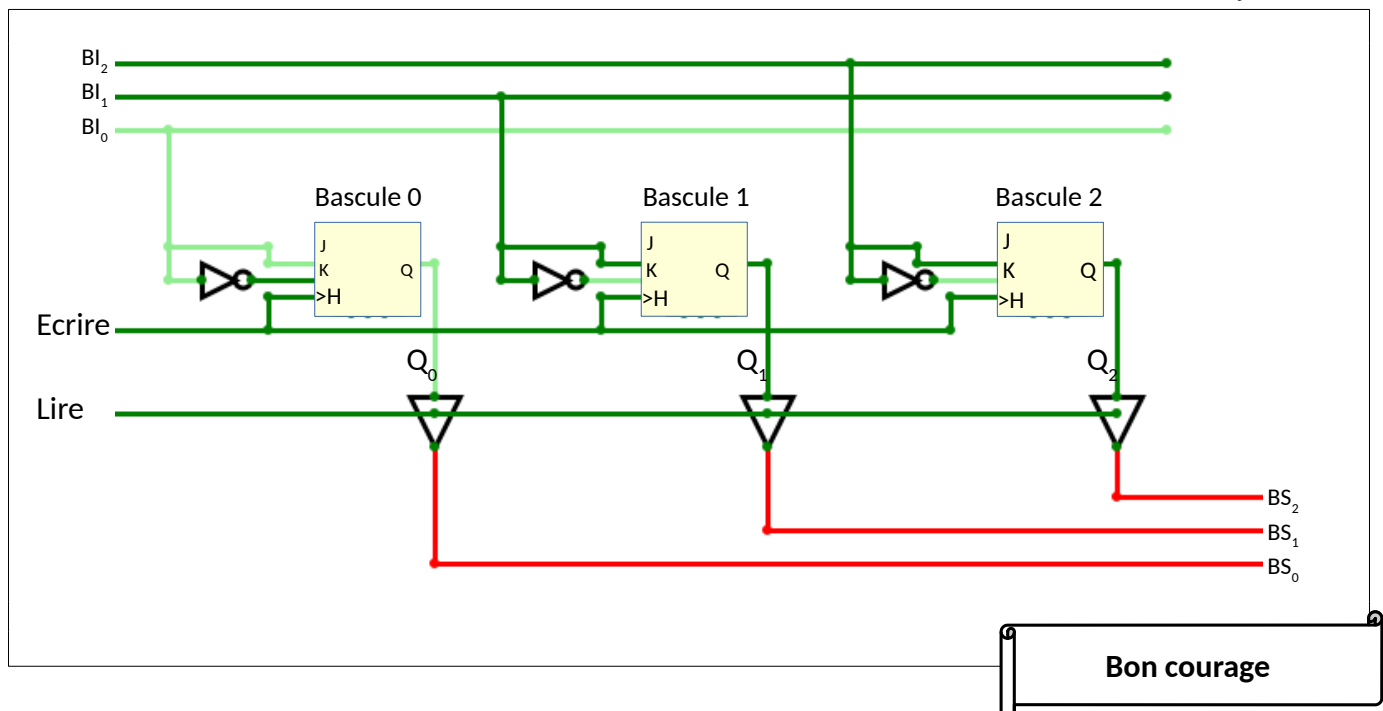 BI2
BI1
BI0
Bascule 0 Bascule 1 Bascule 2
J J J
K Q K Q K Q
>H >H >H
Ecrire
Q0 Q1 Q2
Lire
BS2
BS1
BS0
Bon courage